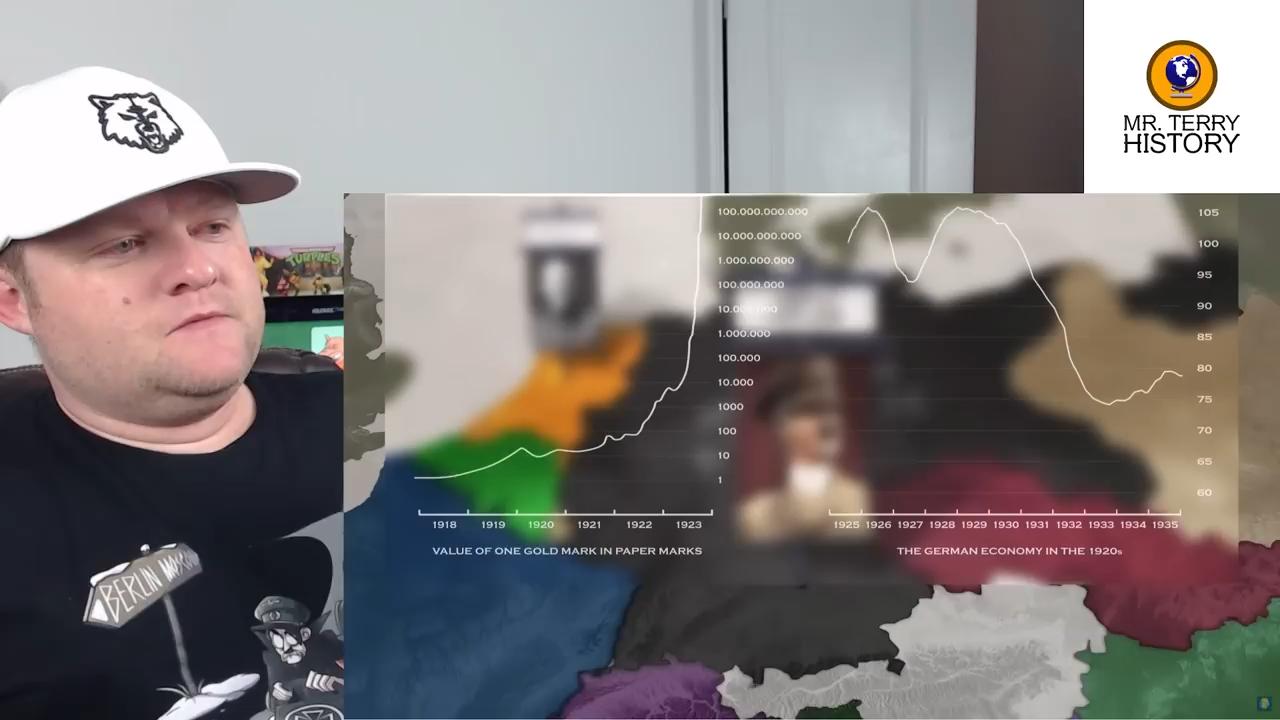 MR. TERRY
HISTORY
TURTLES
BERLIN
100.000.000.000
10.000.000.000
1.000.000.000
100.000.000
10.000.000
1.000.000
100.000
10.000
1000
100
10
1
1918 1919 1920 1921 1922 1923
VALUE OF ONE GOLD MARK IN PAPER MARKS
105
100
95
90
85
80
75
70
65
60
1925 1926 1927 1928 1929 1930 1931 1932 1933 1934 1935
THE GERMAN ECONOMY IN THE 1920s